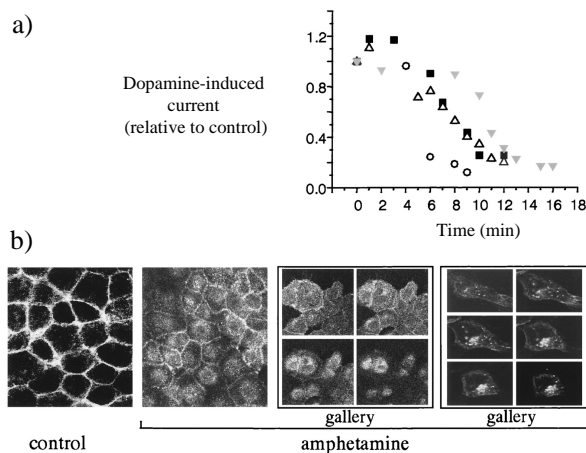 a)
Dopamine-induced
current
(relative to control)
1.2
0.8
0.4
0.0
0 2 4 6 8 10 12 14 16 18
Time (min)
b)
gallery
gallery
control
amphetamine